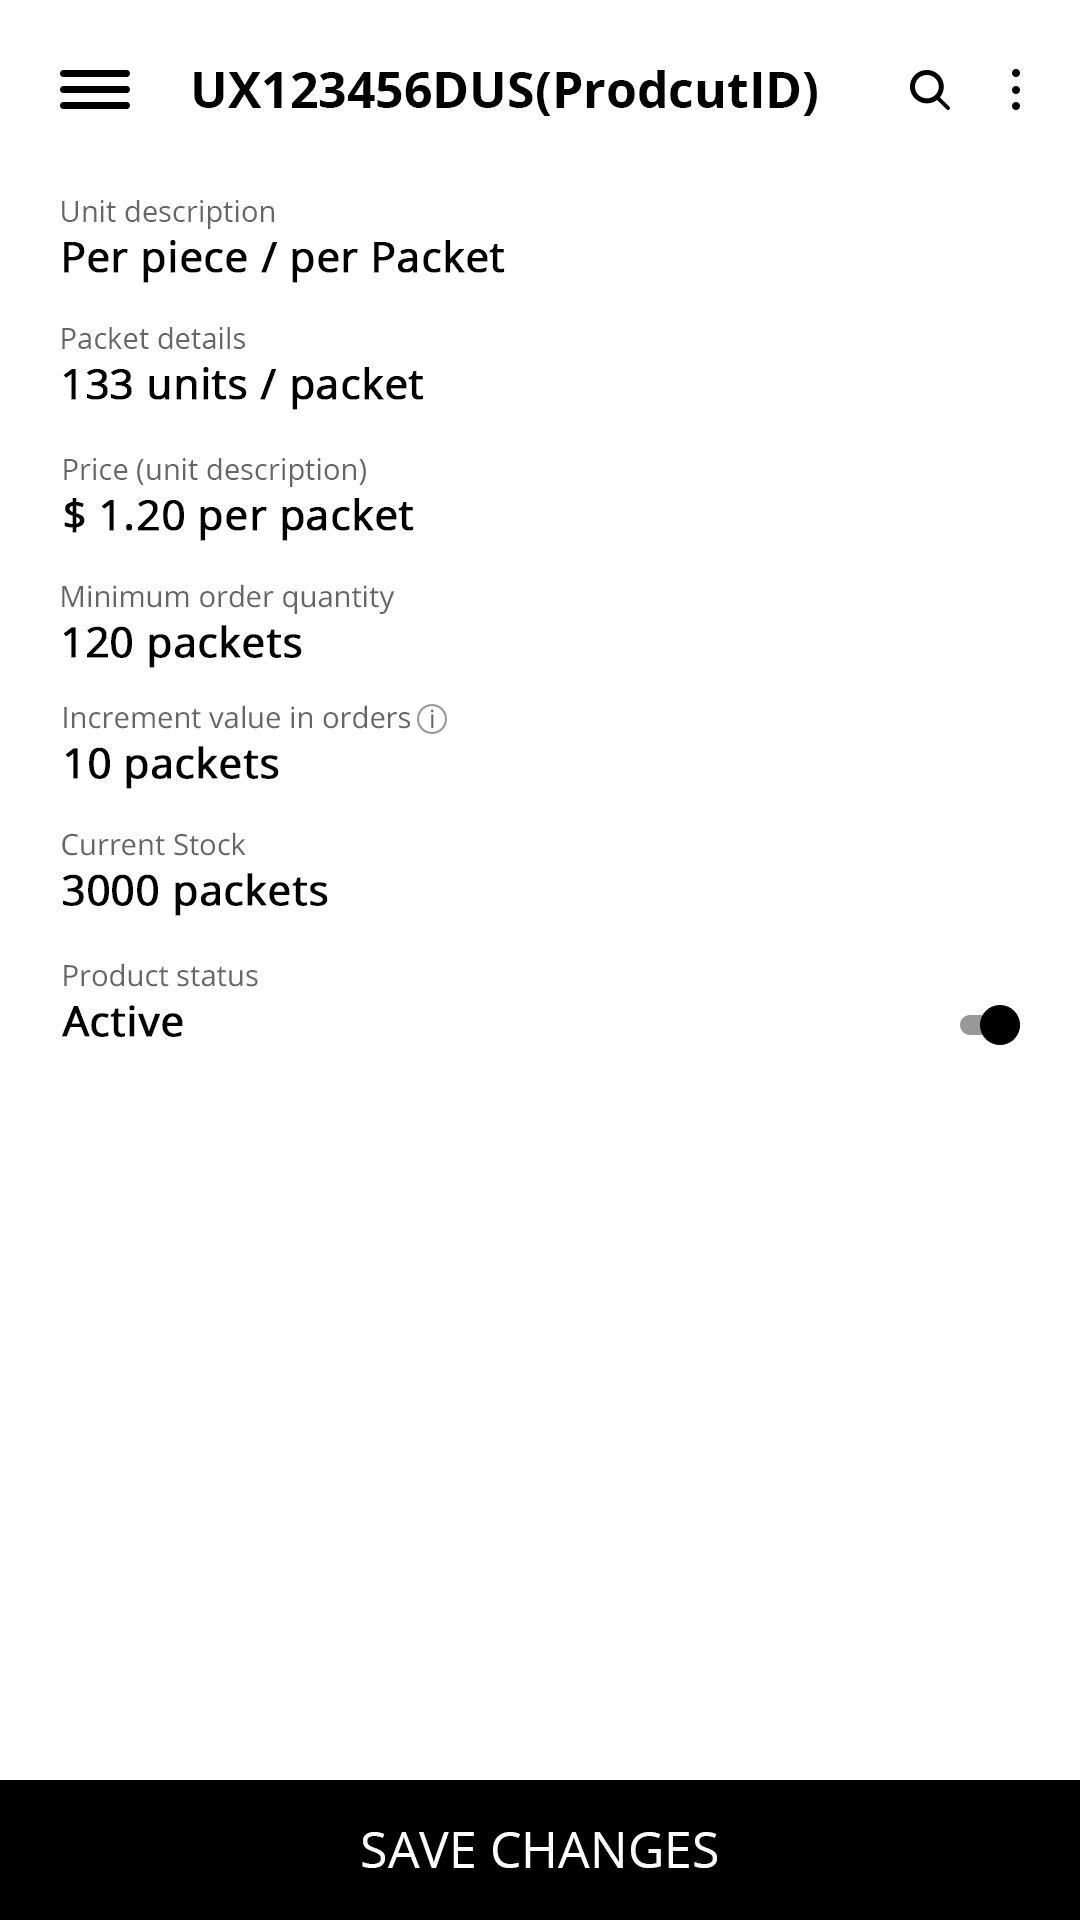 UX123456DUS(ProdcutID)
Unit description
Per piece / per Packet
Packet details
133 units / packet
Price (unit description)
$ 1.20 per packet
Minimum order quantity
120 packets
Increment value in orders
10 packets
Current Stock
3000 packets
Product status
Active
SAVE CHANGES